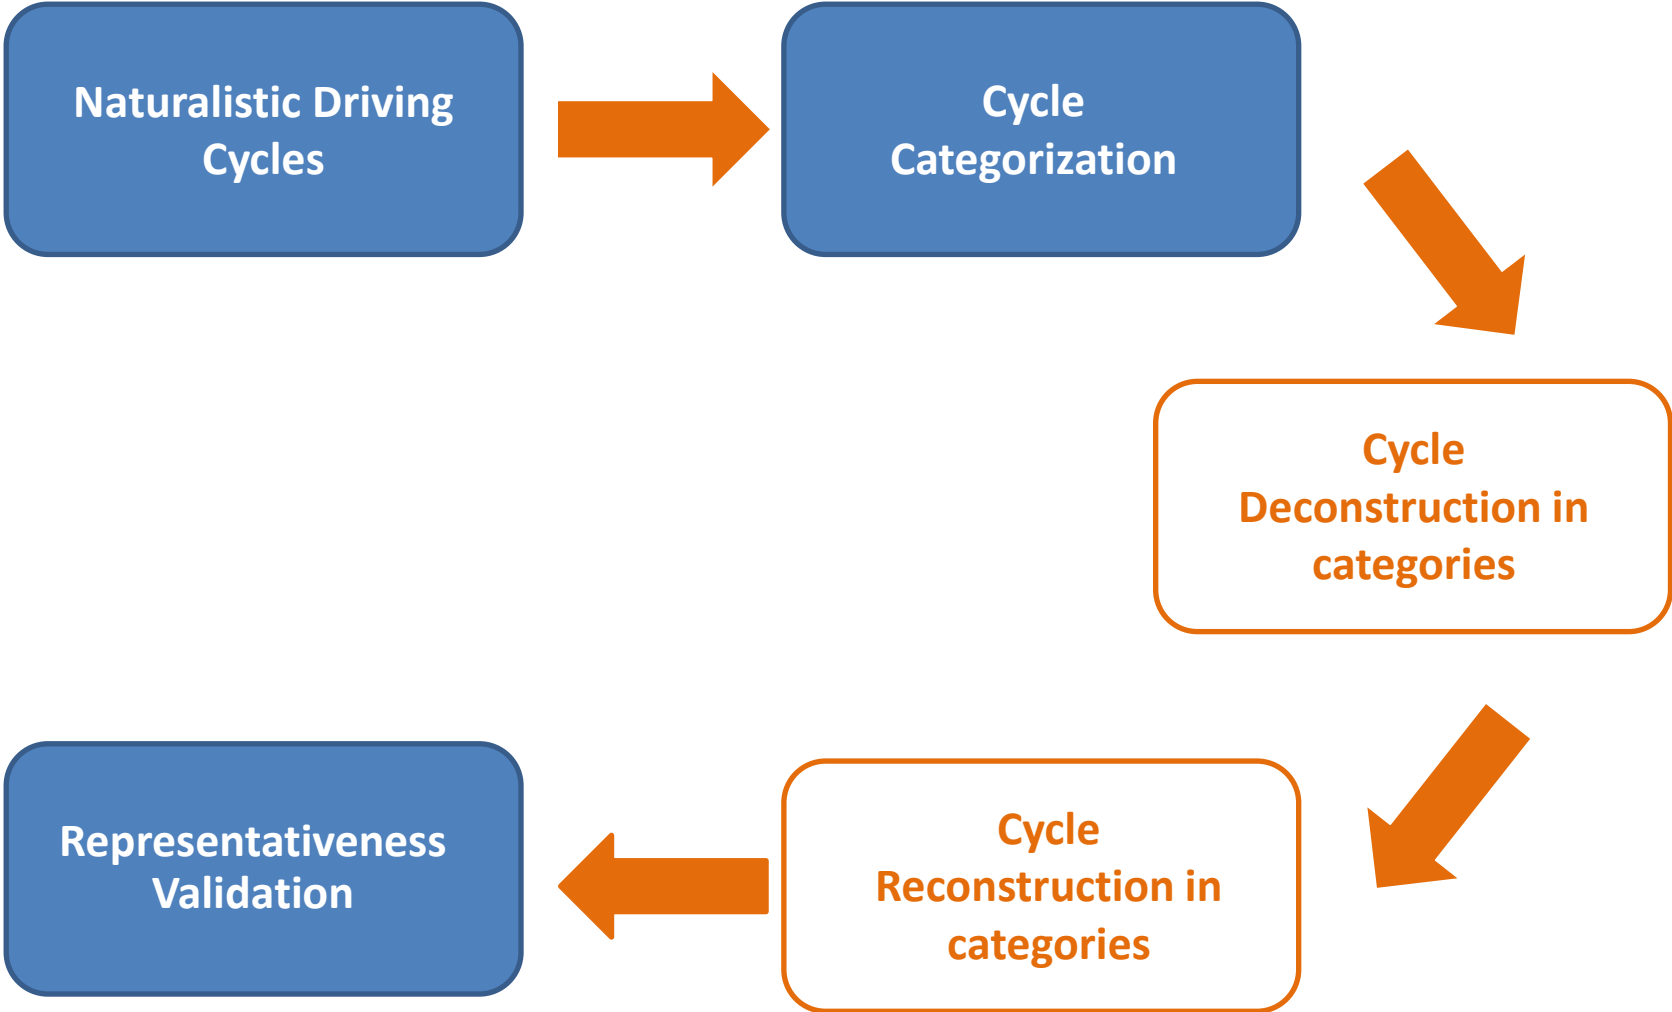 Naturalistic Driving
Cycles
Cycle
Categorization
Cycle
Deconstruction in
categories
Cycle
Reconstruction in
categories
Representativeness
Validation